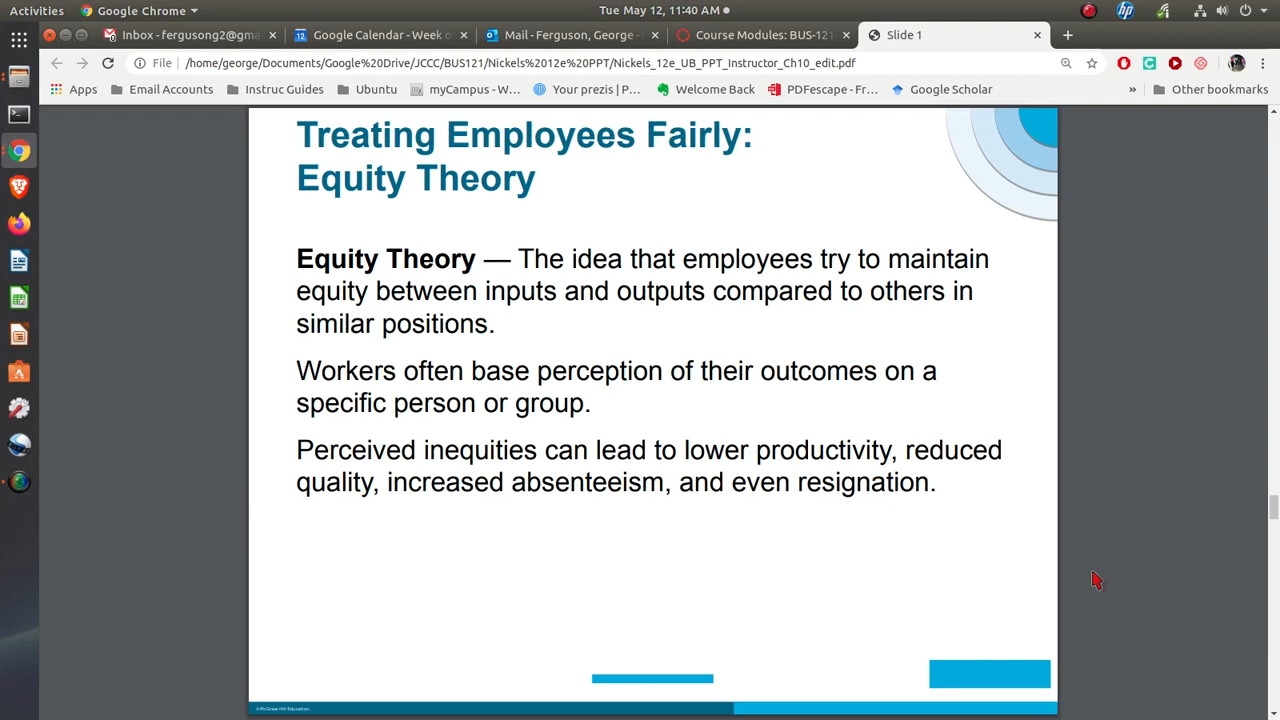 Activities Google Chrome Tue May 12, 11:40 AM
Inbox - fergusong2@gma Google Calendar - Week o Mail - Ferguson, George - Course Modules: BUS-121 Slide 1
File /home/george/Documents/Google%20Drive/JCCC/BUS121/Nickels%2012e%20PPT/Nickels_12e_UB_PPT_Instructor_Ch10_edit.pdf
Apps Email Accounts Instruc Guides Ubuntu myCampus - W... Your prezis | P... Welcome Back PDFescape - Fr... Google Scholar » Other bookmarks
Treating Employees Fairly:
Equity Theory
Equity Theory — The idea that employees try to maintain
equity between inputs and outputs compared to others in
similar positions.
Workers often base perception of their outcomes on a
specific person or group.
Perceived inequities can lead to lower productivity, reduced
quality, increased absenteeism, and even resignation.
©McGraw-Hill Education.